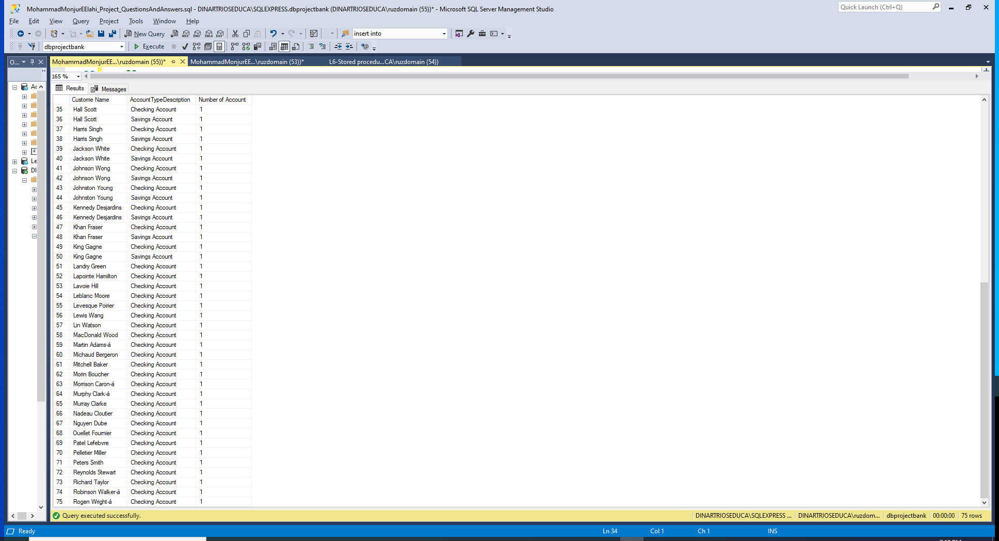 MohammadMonjurEElahi_Project_QuestionsAndAnswers.sql - DINARTRIOSEDUCA\SQLEXPRESS.dbprojectbank (DINARTRIOSEDUCA\ruzdomain (55))* - Microsoft SQL Server Management Studio
Quick Launch (Ctrl+Q)
File Edit View Query Project Tools Window Help
New Query MDX DMX XMLA DAX insert into
dbprojectbank Execute
O... MohammadMonjurEE...\ruzdomain (55))* MohammadMonjurEE...\ruzdomain (53))* L6-Stored procedu...CA\ruzdomain (54))
165 %
Results Messages
Ac
Le
DI
Custome Name AccountTypeDescription Number of Account
35 Hall Scott Checking Account 1
36 Hall Scott Savings Account 1
37 Harris Singh Checking Account 1
38 Harris Singh Savings Account 1
39 Jackson White Checking Account 1
40 Jackson White Savings Account 1
41 Johnson Wong Checking Account 1
42 Johnson Wong Savings Account 1
43 Johnston Young Checking Account 1
44 Johnston Young Savings Account 1
45 Kennedy Desjardins Checking Account 1
46 Kennedy Desjardins Savings Account 1
47 Khan Fraser Checking Account 1
48 Khan Fraser Savings Account 1
49 King Gagne Checking Account 1
50 King Gagne Savings Account 1
51 Landry Green Checking Account 1
52 Lapointe Hamilton Checking Account 1
53 Lavoie Hill Checking Account 1
54 Leblanc Moore Checking Account 1
55 Levesque Poirier Checking Account 1
56 Lewis Wang Checking Account 1
57 Lin Watson Checking Account 1
58 MacDonald Wood Checking Account 1
59 Martin Adams-á Checking Account 1
60 Michaud Bergeron Checking Account 1
61 Mitchell Baker Checking Account 1
62 Morin Boucher Checking Account 1
63 Morrison Caron-á Checking Account 1
64 Murphy Clark-á Checking Account 1
65 Murray Clarke Checking Account 1
66 Nadeau Cloutier Checking Account 1
67 Nguyen Dube Checking Account 1
68 Ouellet Fournier Checking Account 1
69 Patel Lefebvre Checking Account 1
70 Pelletier Miller Checking Account 1
71 Peters Smith Checking Account 1
72 Reynolds Stewart Checking Account 1
73 Richard Taylor Checking Account 1
74 Robinson Walker-á Checking Account 1
75 Rogen Wright-á Checking Account 1
Query executed successfully. DINARTRIOSEDUCA\SQLEXPRESS ... DINARTRIOSEDUCA\ruzdom... dbprojectbank 00:00:00 75 rows
Ready Ln 34 Col 1 Ch 1 INS